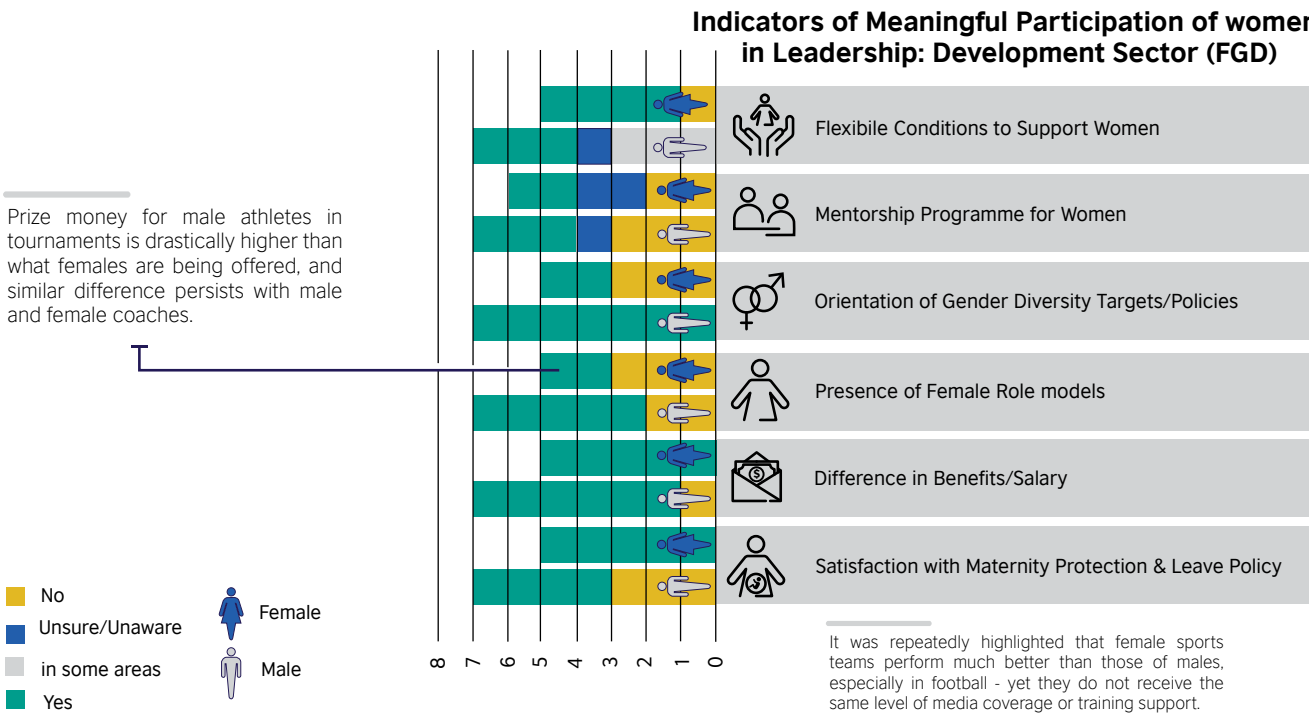 Indicators of Meaningful Participation of women
in Leadership: Development Sector (FGD)
Flexibile Conditions to Support Women
Mentorship Programme for Women
Orientation of Gender Diversity Targets/Policies
Presence of Female Role models
Difference in Benefits/Salary
Satisfaction with Maternity Protection & Leave Policy
Prize money for male athletes in
tournaments is drastically higher than
what females are being offered, and
similar difference persists with male
and female coaches.
No
Unsure/Unaware
in some areas
Yes
Female
Male
8 7 6 5 4 3 2 1 0
It was repeatedly highlighted that female sports
teams perform much better than those of males,
especially in football - yet they do not receive the
same level of media coverage or training support.